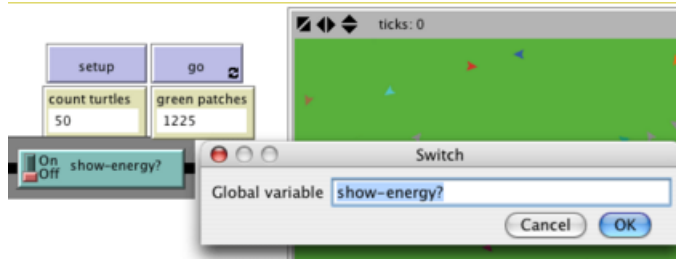 ticks: 0
setup
go
count turtles
50
green patches
1225
On
Off
show-energy?
Switch
Global variable show-energy?
Cancel OK